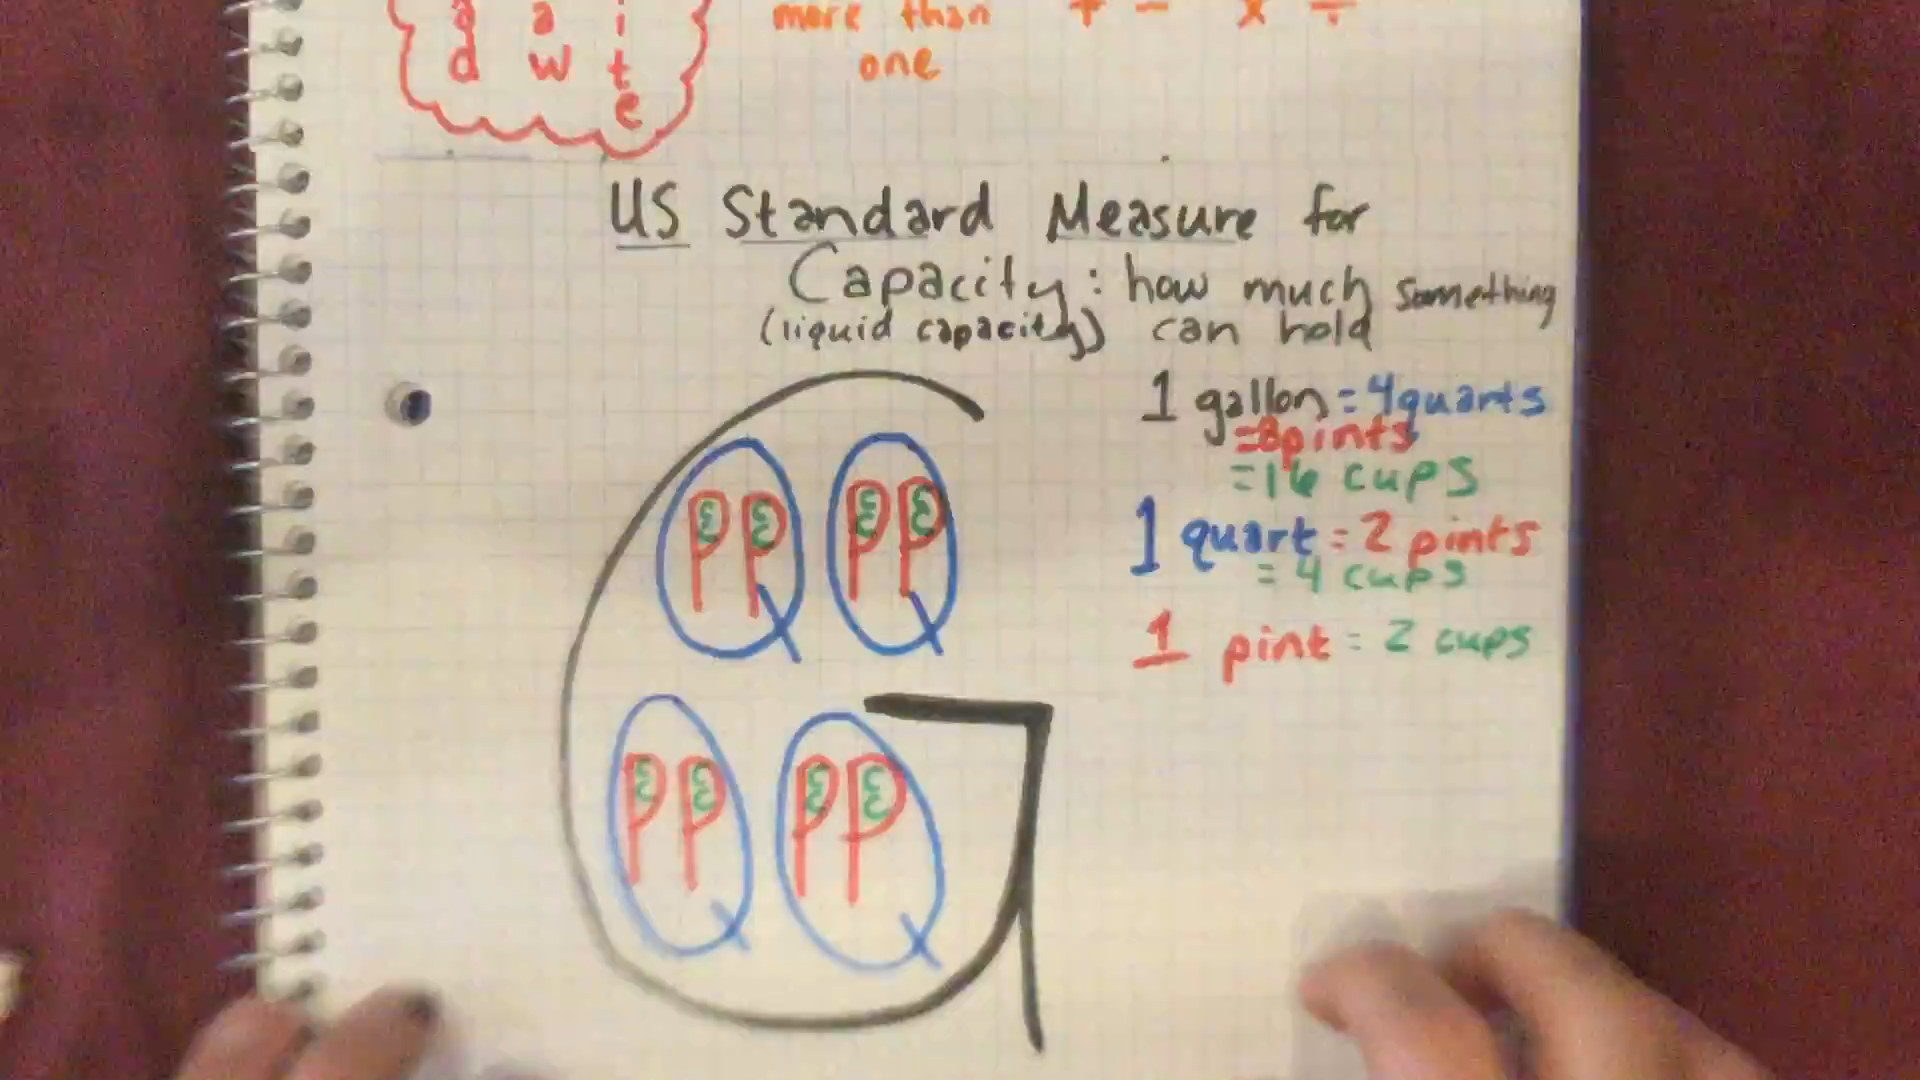 a a i
d w t
e
more than
one
+ - x ÷
US Standard Measure for
Capacity: how much something
(liquid capacity) can hold
1 gallon = 4 quarts
= 8 pints
= 16 cups
1 quart = 2 pints
= 4 cups
1 pint = 2 cups
G
Q Q
P P P P
C C C C
Q Q
P P P P
C C C C